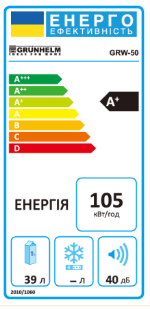 ЕНЕРГО
ЕФЕКТИВНІСТЬ
GRUNHELM
GRW-50
A+++
A++
A+
A
B
C
D
A+
ЕНЕРГІЯ
105
кВт/год
39 л
– л
40 дБ
2010/1060